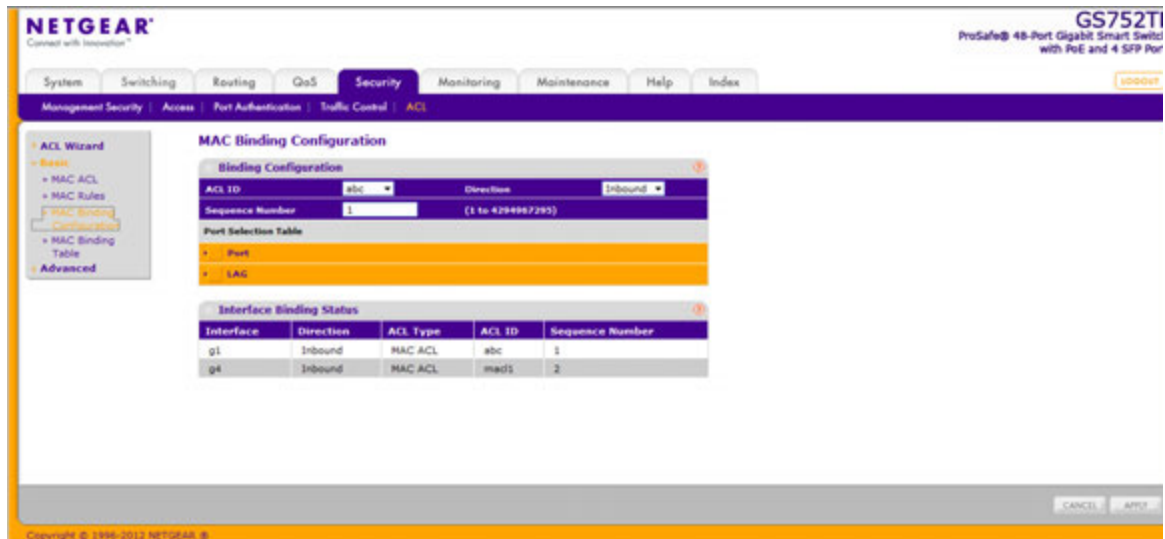 NETGEAR®
Connect with Innovation™
GS752T
ProSafe® 48-Port Gigabit Smart Switc
with PoE and 4 SFP Por
System Switching Routing QoS Security Monitoring Maintenance Help Index
LOGOUT
Management Security | Access | Port Authentication | Traffic Control | ACL
ACL Wizard
Basic
MAC ACL
MAC Rules
MAC Binding
Configuration
MAC Binding
Table
Advanced
MAC Binding Configuration
Binding Configuration
ACL ID abc Direction Inbound
Sequence Number 1 (1 to 4294967295)
Port Selection Table
Port
LAG
Interface Binding Status
Interface Direction ACL Type ACL ID Sequence Number
g1 Inbound MAC ACL abc 1
g4 Inbound MAC ACL macl1 2
CANCEL APPLY
Copyright © 1996-2012 NETGEAR ®